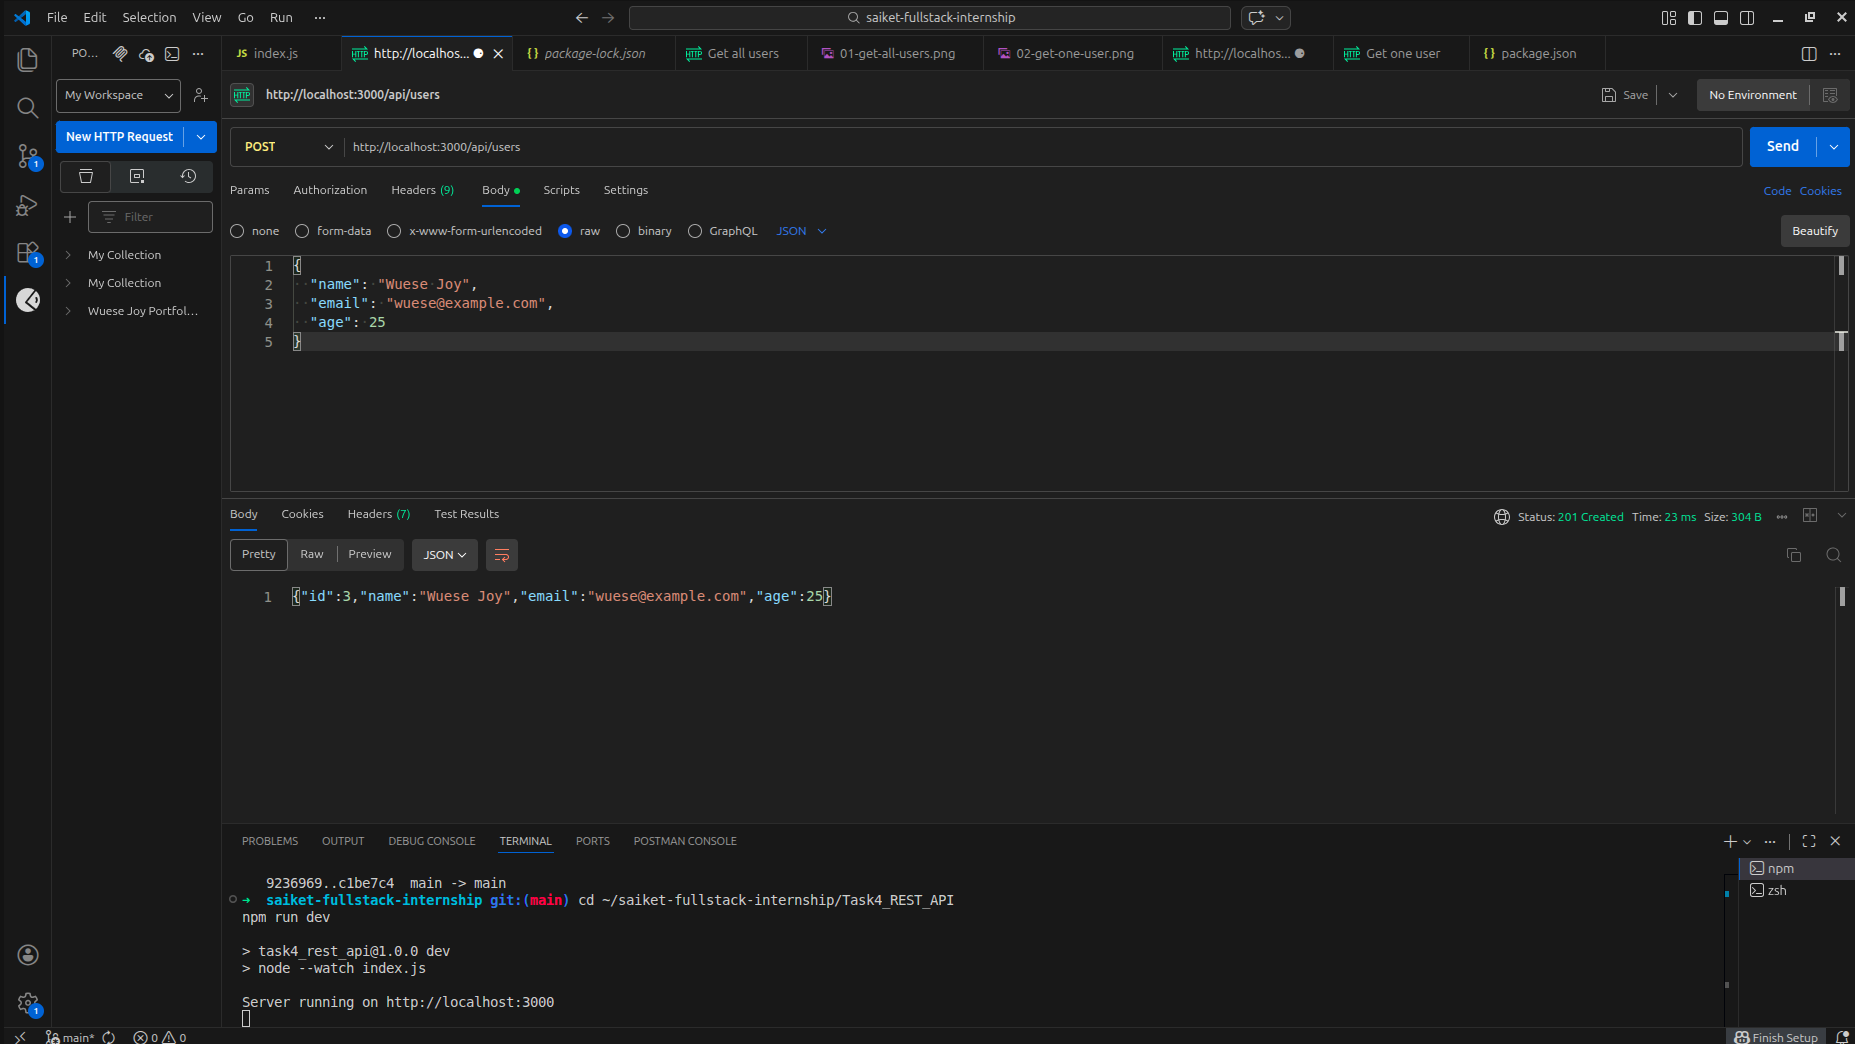 File Edit Selection View Go Run ···
saiket-fullstack-internship
PO...
JS index.js
http://localhos...
{} package-lock.json
Get all users
01-get-all-users.png
02-get-one-user.png
http://localhos...
Get one user
{} package.json
My Workspace
HTTP http://localhost:3000/api/users
Save
No Environment
New HTTP Request
POST
http://localhost:3000/api/users
Send
Params Authorization Headers (9) Body Scripts Settings
Code Cookies
Filter
none form-data x-www-form-urlencoded raw binary GraphQL JSON
Beautify
My Collection
My Collection
Wuese Joy Portfol...
1 {
2 "name": "Wuese Joy",
3 "email": "wuese@example.com",
4 "age": 25
5 }
Body Cookies Headers (7) Test Results
Status: 201 Created Time: 23 ms Size: 304 B
Pretty Raw Preview JSON
1 {"id":3,"name":"Wuese Joy","email":"wuese@example.com","age":25}
PROBLEMS OUTPUT DEBUG CONSOLE TERMINAL PORTS POSTMAN CONSOLE
9236969..c1be7c4 main -> main
➜ saiket-fullstack-internship git:(main) cd ~/saiket-fullstack-internship/Task4_REST_API
npm run dev
> task4_rest_api@1.0.0 dev
> node --watch index.js
Server running on http://localhost:3000
npm
zsh
1
1
1
main*
0 0
Finish Setup